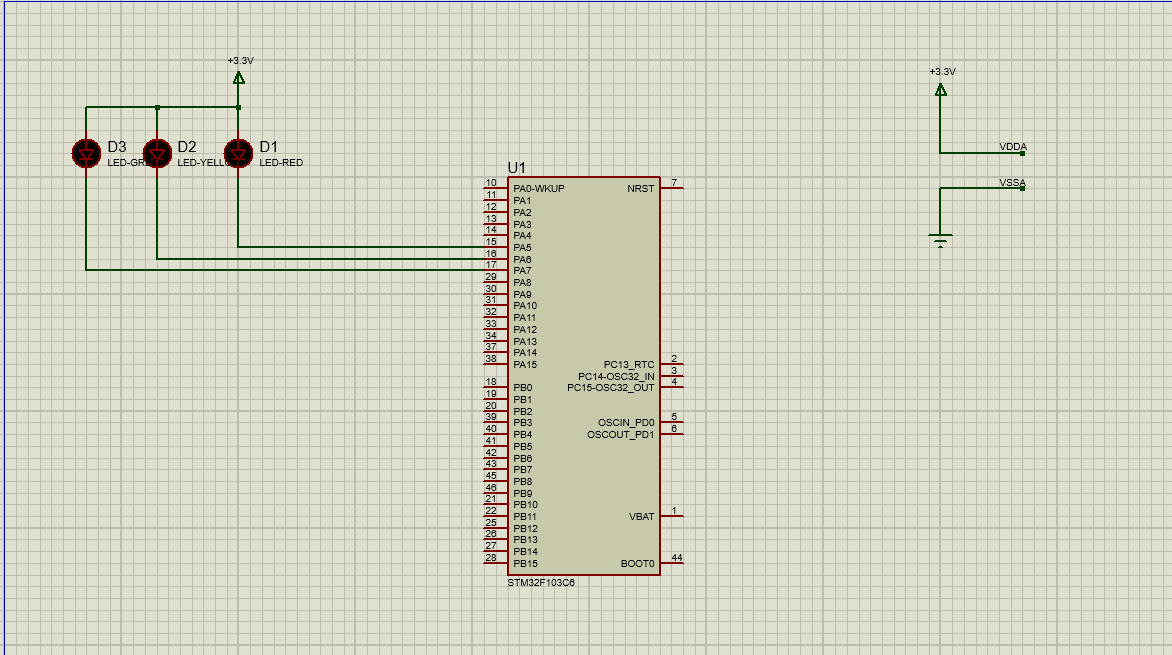 +3.3V
D3
LED-GR
D2
LED-YELL
D1
LED-RED
+3.3V
VDDA
VSSA
U1
10 PA0-WKUP NRST 7
11 PA1
12 PA2
13 PA3
14 PA4
15 PA5
16 PA6
17 PA7
29 PA8
30 PA9
31 PA10
32 PA11
33 PA12
34 PA13
37 PA14
38 PA15 PC13_RTC 2
PC14-OSC32_IN 3
18 PB0 PC15-OSC32_OUT 4
19 PB1
20 PB2
39 PB3 OSCIN_PD0 5
40 PB4 OSCOUT_PD1 6
41 PB5
42 PB6
43 PB7
45 PB8
46 PB9
21 PB10
22 PB11 VBAT 1
25 PB12
26 PB13
27 PB14
28 PB15 BOOT0 44
STM32F103C6